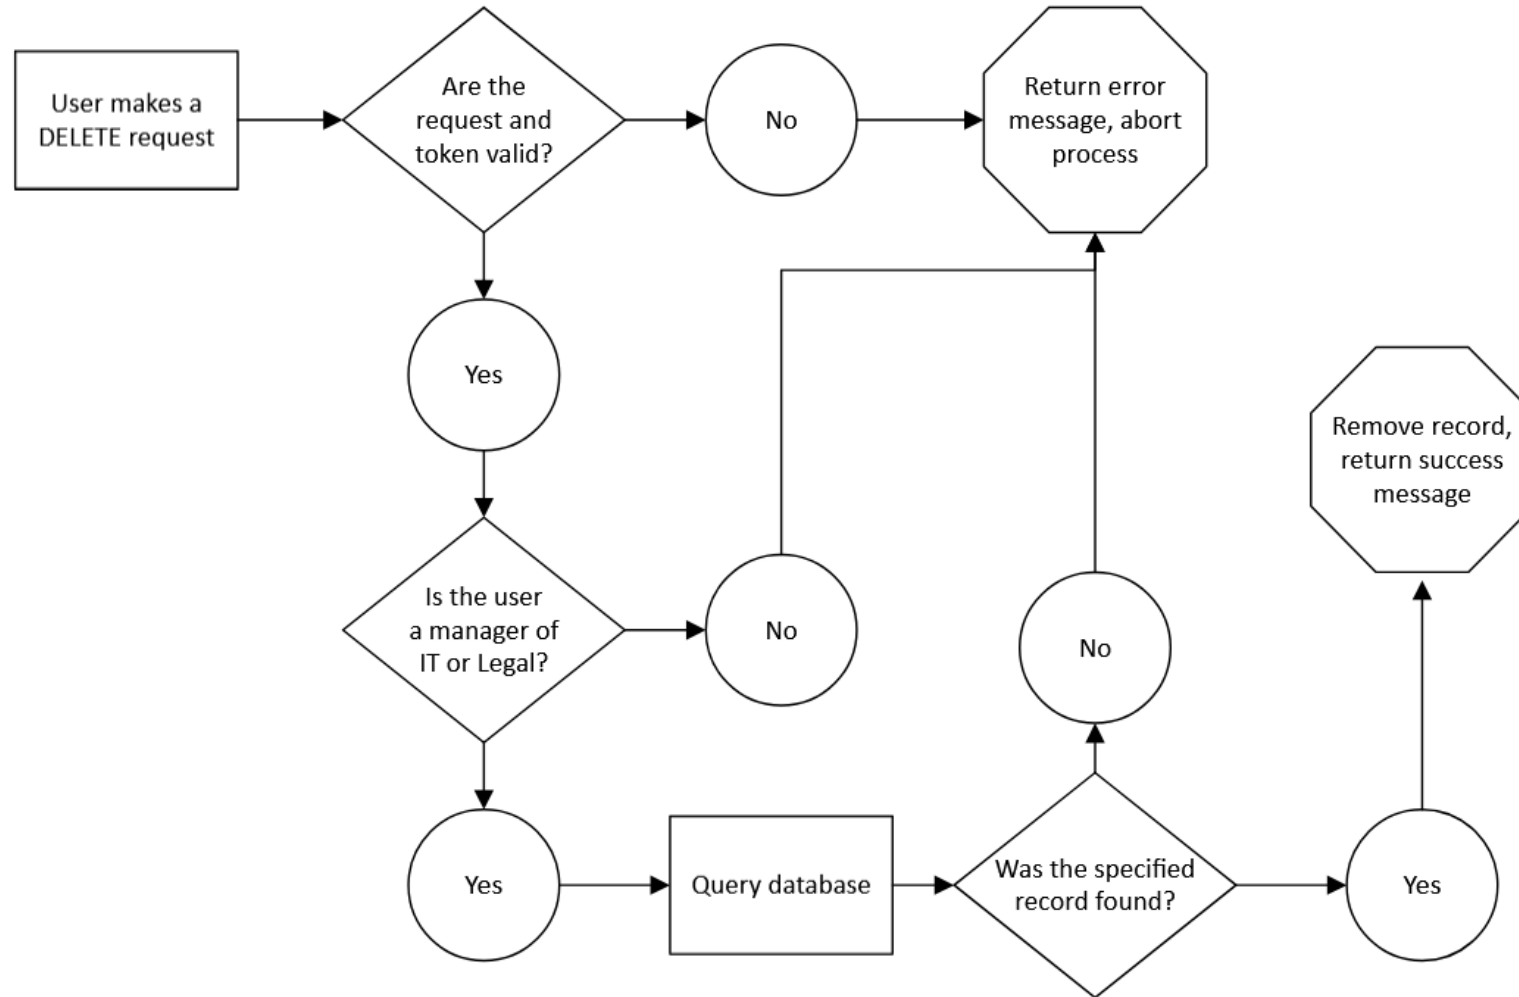 User makes a
DELETE request
Are the
request and
token valid?
No
Return error
message, abort
process
Yes
Remove record,
return success
message
Is the user
a manager of
IT or Legal?
No
No
Yes
Query database
Was the specified
record found?
Yes